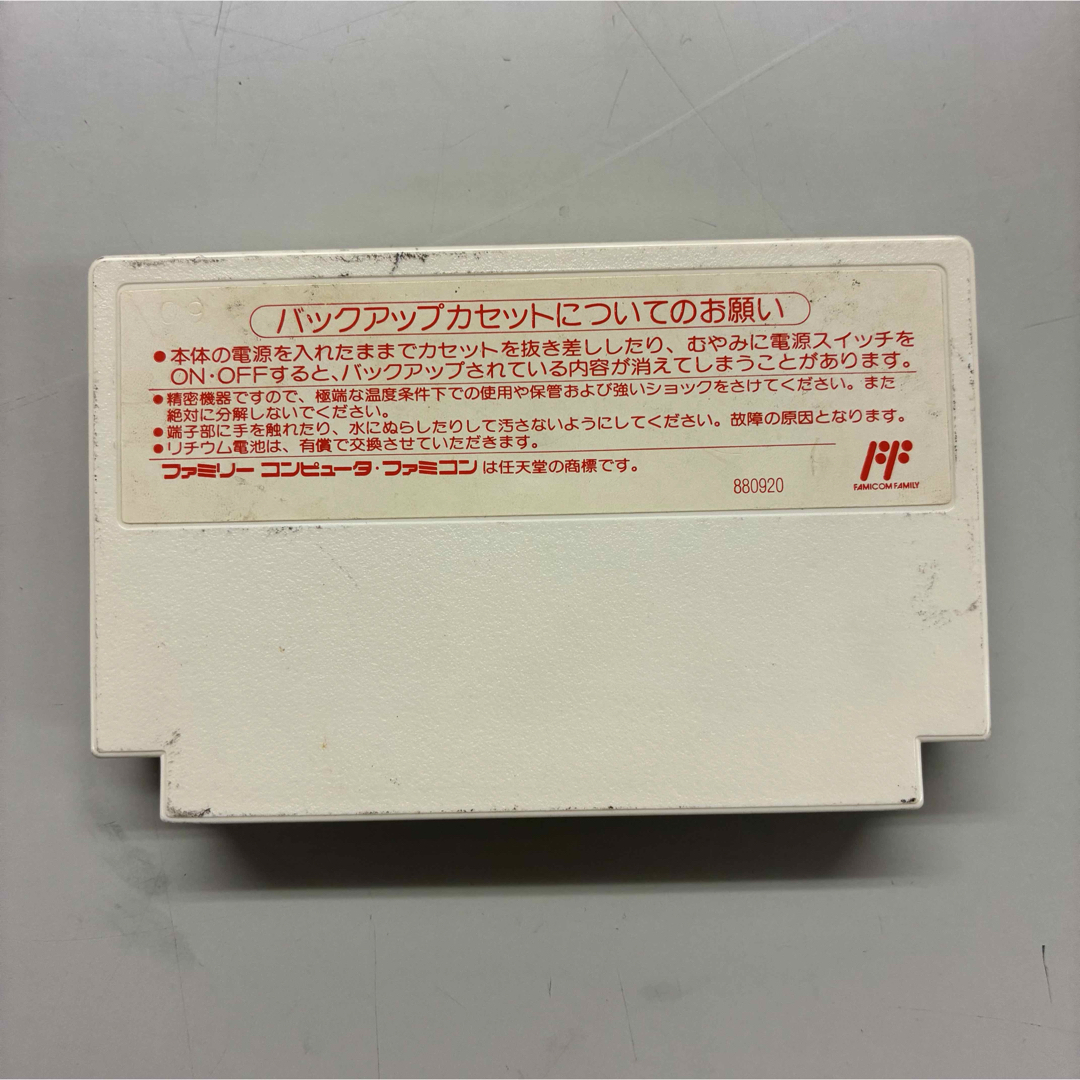 バックアップカセットについてのお願い
●本体の電源を入れたままでカセットを抜き差ししたり、むやみに電源スイッチを
ON・OFFすると、バックアップされている内容が消えてしまうことがあります。
●精密機器ですので、極端な温度条件下での使用や保管および強いショックをさけてください。また
絶対に分解しないでください。
●端子部に手を触れたり、水にぬらしたりして汚さないようにしてください。故障の原因となります。
●リチウム電池は、有償で交換させていただきます。
ファミリーコンピュータ・ファミコンは任天堂の商標です。
880920
FAMICOM FAMILY